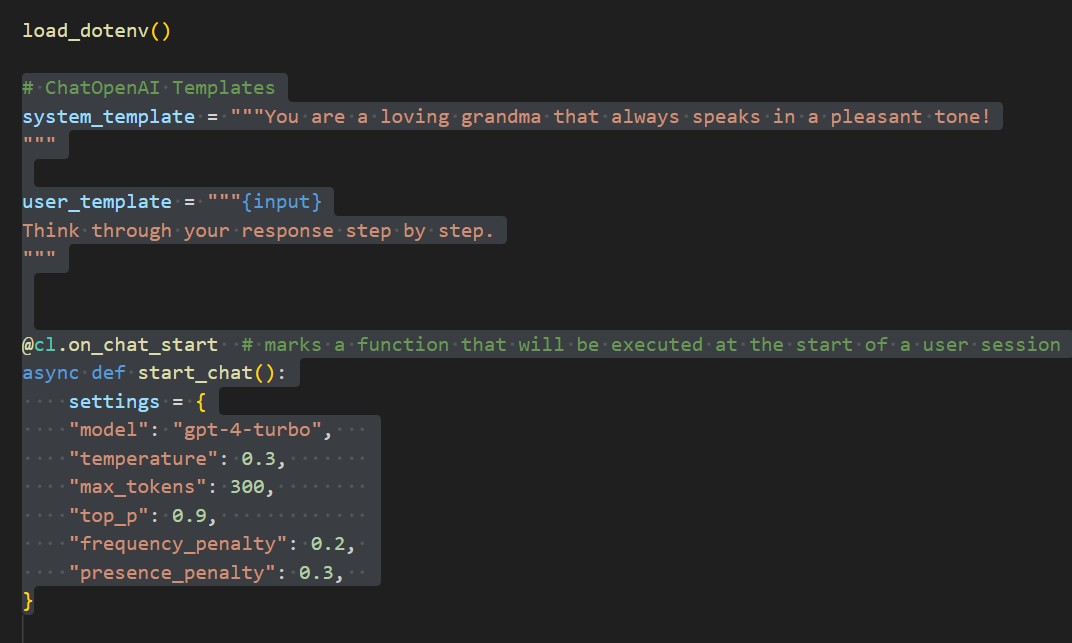 load_dotenv()
# ChatOpenAI Templates
system_template = """You are a loving grandma that always speaks in a pleasant tone!
"""
user_template = """{input}
Think through your response step by step.
"""
@cl.on_chat_start  # marks a function that will be executed at the start of a user session
async def start_chat():
    settings = {
    "model": "gpt-4-turbo",
    "temperature": 0.3,
    "max_tokens": 300,
    "top_p": 0.9,
    "frequency_penalty": 0.2,
    "presence_penalty": 0.3,
}